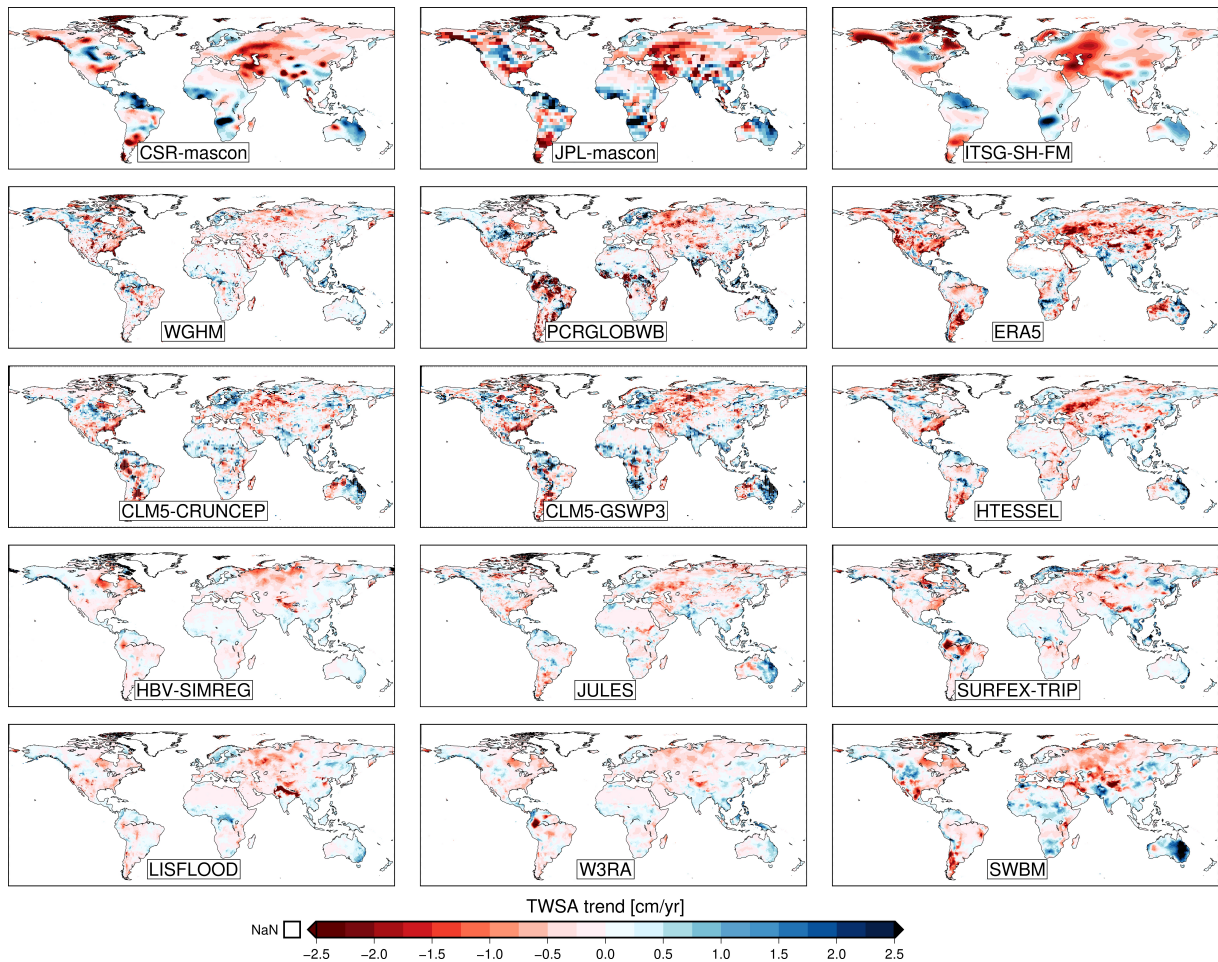 CSR-mascon
JPL-mascon
ITSG-SH-FM
WGHM
PCRGLOBWB
ERA5
CLM5-CRUNCEP
CLM5-GSWP3
HTESSEL
HBV-SIMREG
JULES
SURFEX-TRIP
LISFLOOD
W3RA
SWBM
TWSA trend [cm/yr]
NaN
−2.5 −2.0 −1.5 −1.0 −0.5 0.0 0.5 1.0 1.5 2.0 2.5